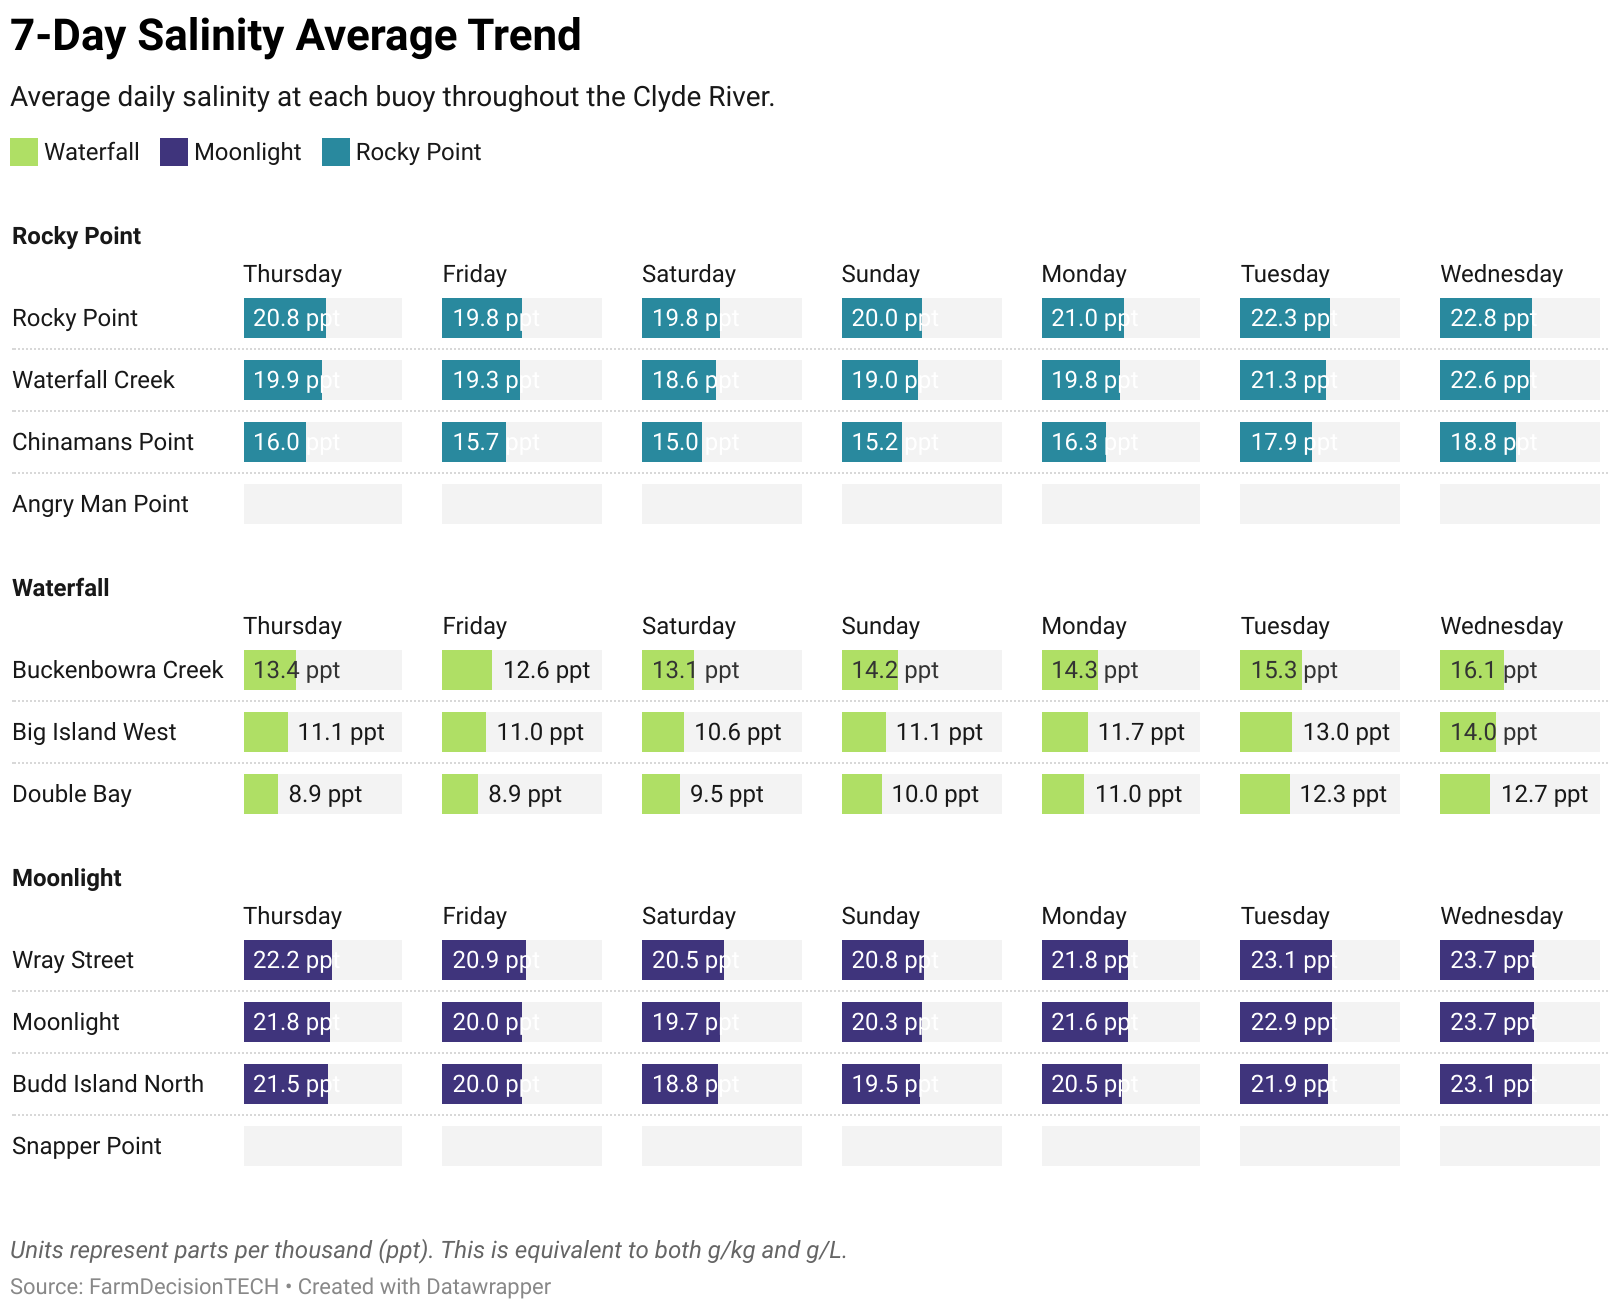 7-Day Salinity Average Trend
Average daily salinity at each buoy throughout the Clyde River.
Waterfall Moonlight Rocky Point
Rocky Point
Thursday Friday Saturday Sunday Monday Tuesday Wednesday
Rocky Point 20.8 ppt 19.8 ppt 19.8 ppt 20.0 ppt 21.0 ppt 22.3 ppt 22.8 ppt
Waterfall Creek 19.9 ppt 19.3 ppt 18.6 ppt 19.0 ppt 19.8 ppt 21.3 ppt 22.6 ppt
Chinamans Point 16.0 ppt 15.7 ppt 15.0 ppt 15.2 ppt 16.3 ppt 17.9 ppt 18.8 ppt
Angry Man Point
Waterfall
Thursday Friday Saturday Sunday Monday Tuesday Wednesday
Buckenbowra Creek 13.4 ppt 12.6 ppt 13.1 ppt 14.2 ppt 14.3 ppt 15.3 ppt 16.1 ppt
Big Island West 11.1 ppt 11.0 ppt 10.6 ppt 11.1 ppt 11.7 ppt 13.0 ppt 14.0 ppt
Double Bay 8.9 ppt 8.9 ppt 9.5 ppt 10.0 ppt 11.0 ppt 12.3 ppt 12.7 ppt
Moonlight
Thursday Friday Saturday Sunday Monday Tuesday Wednesday
Wray Street 22.2 ppt 20.9 ppt 20.5 ppt 20.8 ppt 21.8 ppt 23.1 ppt 23.7 ppt
Moonlight 21.8 ppt 20.0 ppt 19.7 ppt 20.3 ppt 21.6 ppt 22.9 ppt 23.7 ppt
Budd Island North 21.5 ppt 20.0 ppt 18.8 ppt 19.5 ppt 20.5 ppt 21.9 ppt 23.1 ppt
Snapper Point
Units represent parts per thousand (ppt). This is equivalent to both g/kg and g/L.
Source: FarmDecisionTECH • Created with Datawrapper